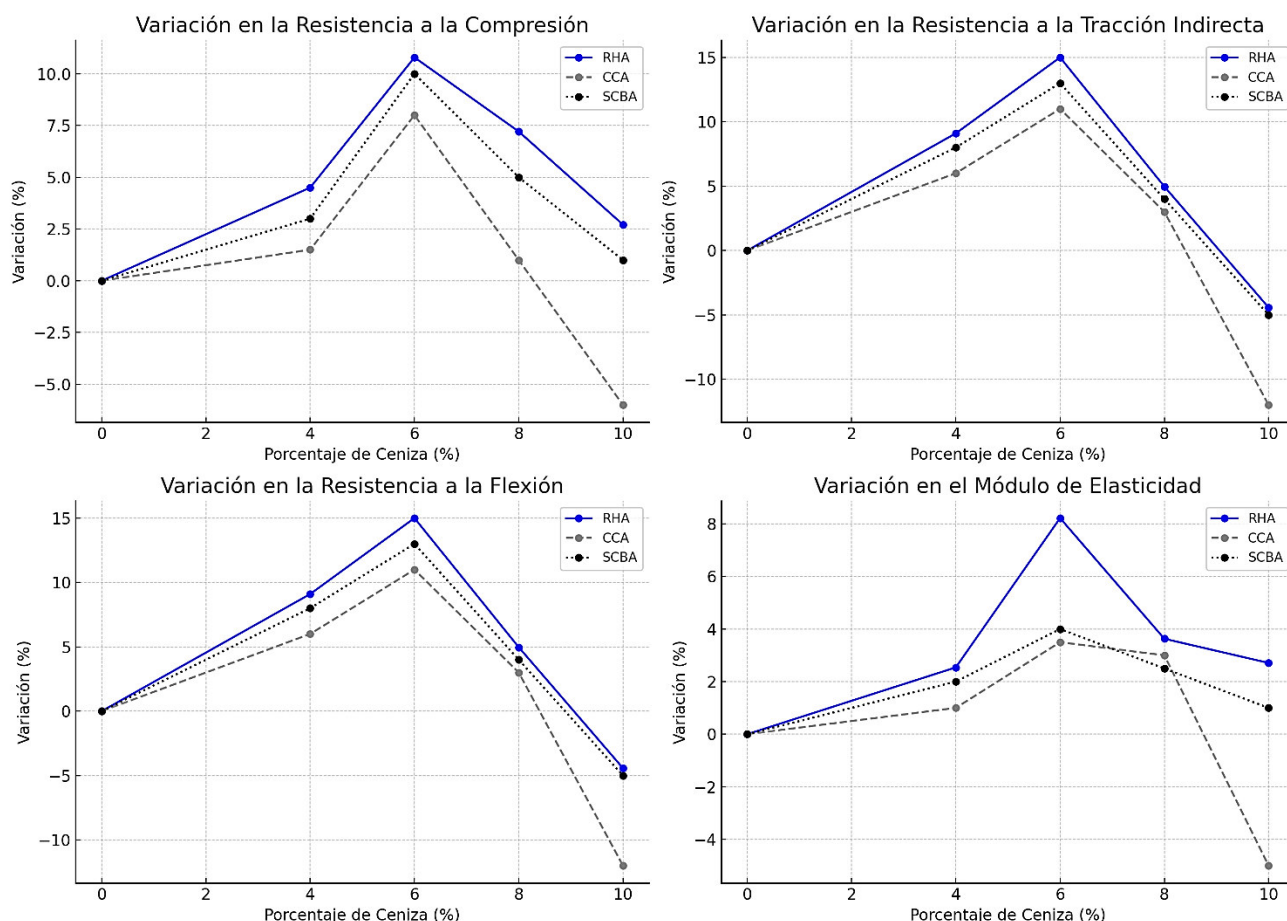 Variación en la Resistencia a la Compresión
RHA
CCA
SCBA
10.0
7.5
5.0
2.5
0.0
−2.5
−5.0
Variación (%)
0 2 4 6 8 10
Porcentaje de Ceniza (%)
Variación en la Resistencia a la Tracción Indirecta
RHA
CCA
SCBA
15
10
5
0
−5
−10
Variación (%)
0 2 4 6 8 10
Porcentaje de Ceniza (%)
Variación en la Resistencia a la Flexión
RHA
CCA
SCBA
15
10
5
0
−5
−10
Variación (%)
0 2 4 6 8 10
Porcentaje de Ceniza (%)
Variación en el Módulo de Elasticidad
RHA
CCA
SCBA
8
6
4
2
0
−2
−4
Variación (%)
0 2 4 6 8 10
Porcentaje de Ceniza (%)